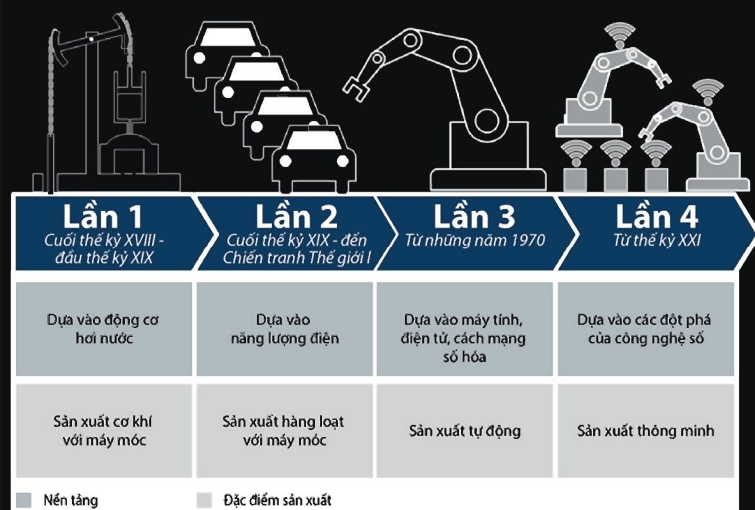 Lần 1
Cuối thế kỷ XVIII -
đầu thế kỷ XIX
Lần 2
Cuối thế kỷ XIX - đến
Chiến tranh Thế giới I
Lần 3
Từ những năm 1970
Lần 4
Từ thế kỷ XXI
Dựa vào động cơ
hơi nước
Dựa vào
năng lượng điện
Dựa vào máy tính,
điện tử, cách mạng
số hóa
Dựa vào các đột phá
của công nghệ số
Sản xuất cơ khí
với máy móc
Sản xuất hàng loạt
với máy móc
Sản xuất tự động
Sản xuất thông minh
Nền tảng
Đặc điểm sản xuất